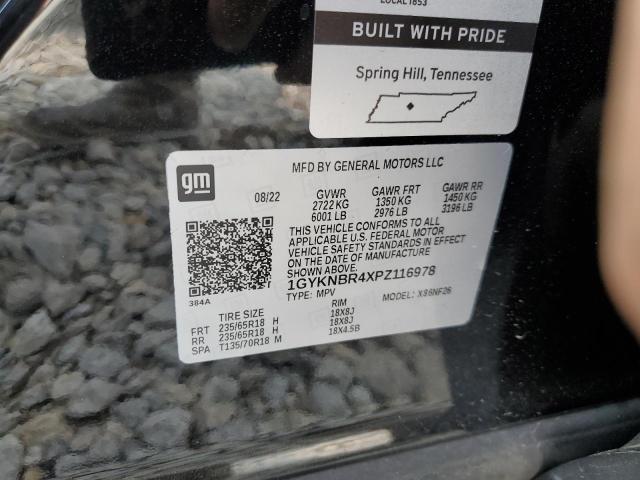 LOCAL 1853
BUILT WITH PRIDE
Spring Hill, Tennessee
gm
MFD BY GENERAL MOTORS LLC
08/22 GVWR GAWR FRT GAWR RR
2722 KG 1350 KG 1450 KG
6001 LB 2976 LB 3196 LB
THIS VEHICLE CONFORMS TO ALL
APPLICABLE U.S. FEDERAL MOTOR
VEHICLE SAFETY STANDARDS IN EFFECT
ON THE DATE OF MANUFACTURE
SHOWN ABOVE.
1GYKNBR4XPZ116978
384A
TYPE: MPV MODEL: X86NF26
TIRE SIZE RIM
FRT 235/65R18 H 18X8J
RR 235/65R18 H 18X8J
SPA T135/70R18 M 18X4.5B